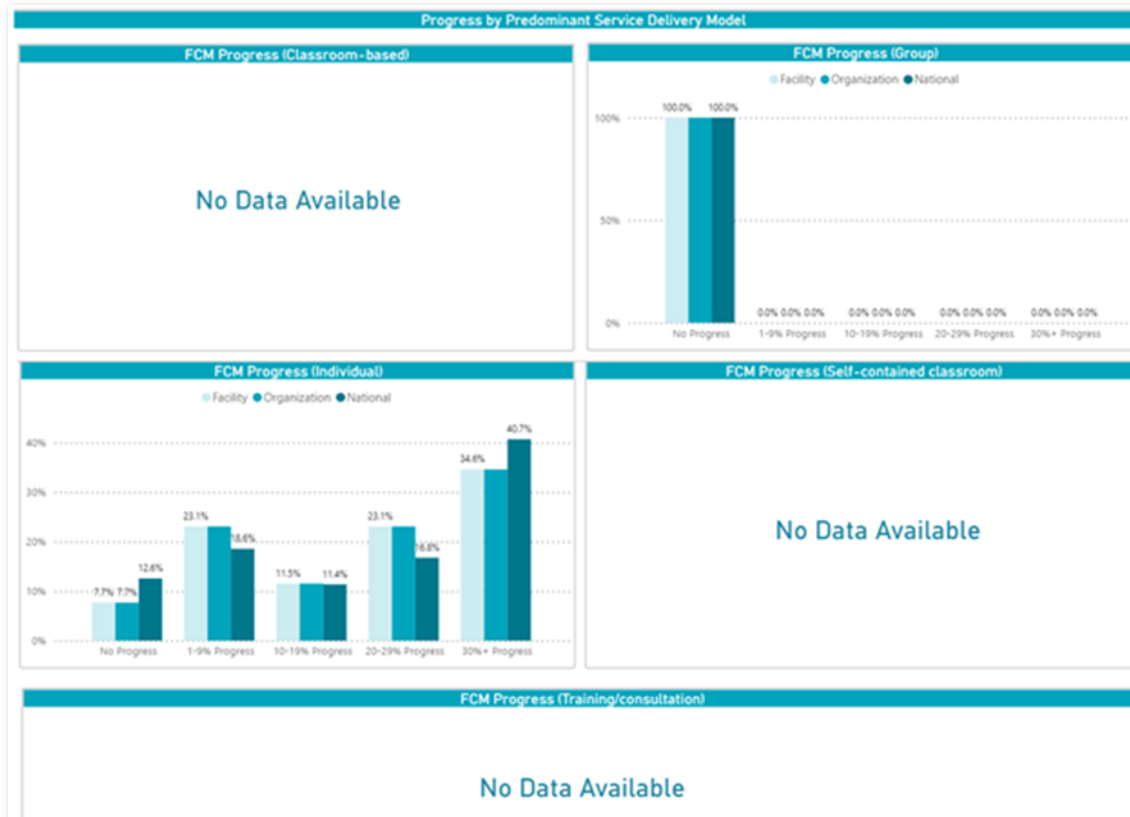 Progress by Predominant Service Delivery Model
FCM Progress (Classroom-based)
No Data Available
FCM Progress (Group)
Facility Organization National
100.0% 100.0%
100%
50%
0%
0.0% 0.0% 0.0% 0.0% 0.0% 0.0% 0.0% 0.0% 0.0% 0.0% 0.0% 0.0%
No Progress 1-9% Progress 10-19% Progress 20-29% Progress 30%+ Progress
FCM Progress (Individual)
Facility Organization National
40%
30%
20%
10%
0%
7.7% 7.7% 12.6%
23.1% 18.6%
11.5% 11.4%
23.1% 16.8%
34.6% 40.7%
No Progress 1-9% Progress 10-19% Progress 20-29% Progress 30%+ Progress
FCM Progress (Self-contained classroom)
No Data Available
FCM Progress (Training/consultation)
No Data Available